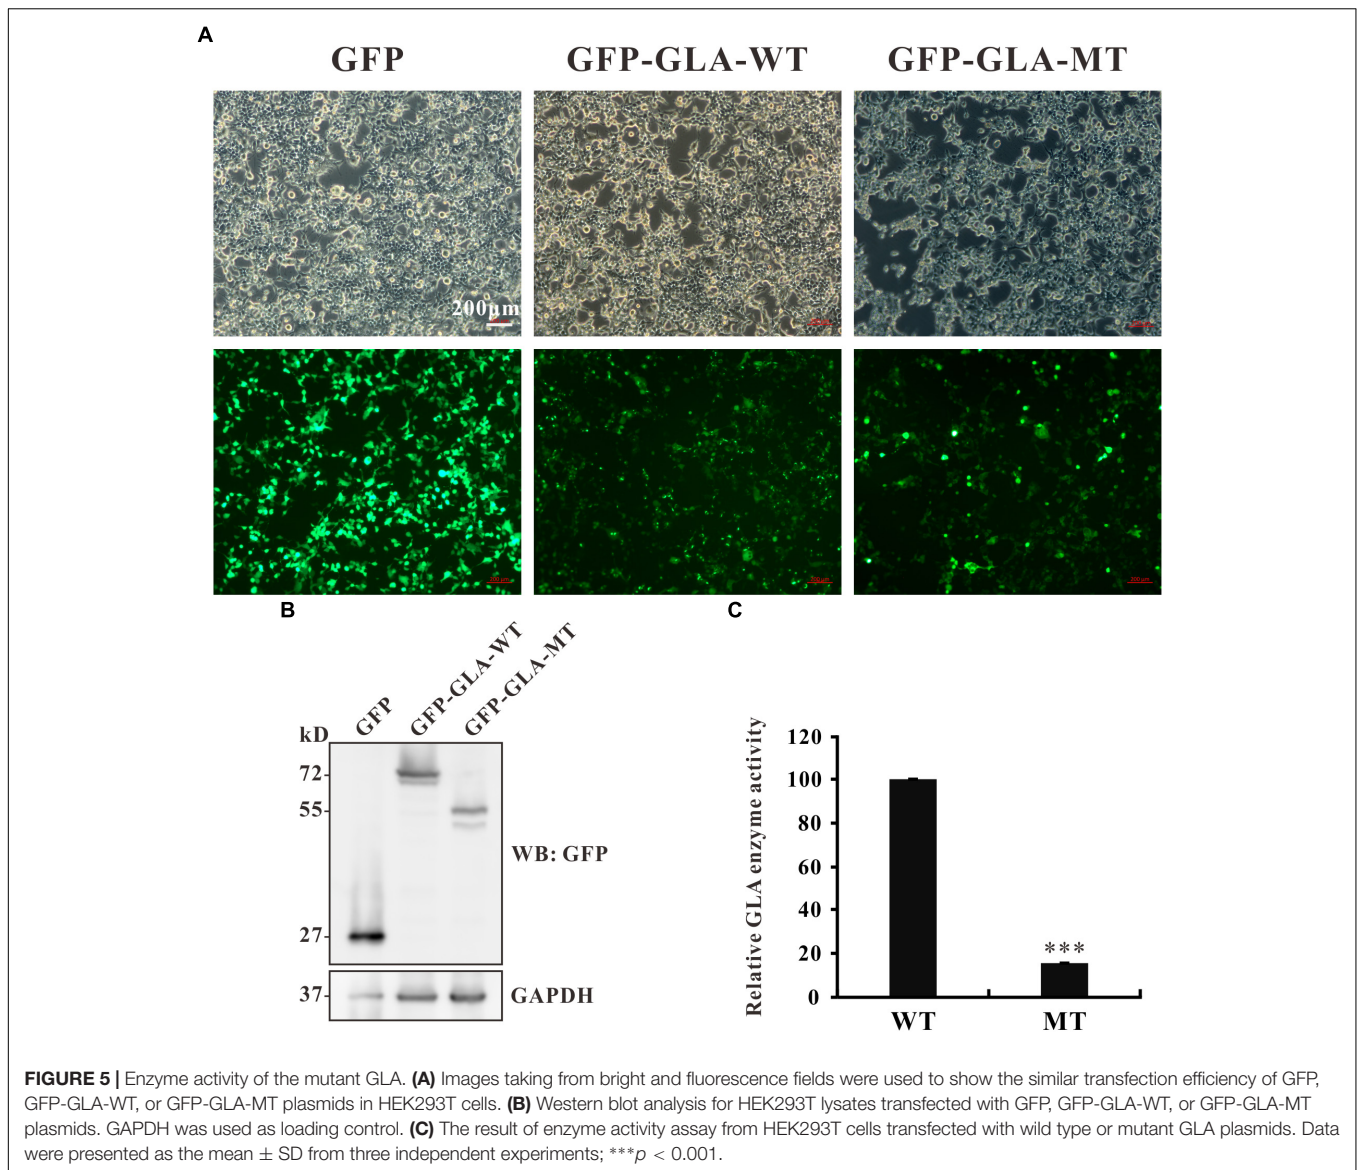 A
GFP
GFP-GLA-WT
GFP-GLA-MT
200μm
200 μm
200 μm
200 μm
B
C
GFP
GFP-GLA-WT
GFP-GLA-MT
kD
72
55
27
WB: GFP
37
GAPDH
Relative GLA enzyme activity
120
100
80
60
40
20
0
***
WT
MT
FIGURE 5 | Enzyme activity of the mutant GLA. (A) Images taking from bright and fluorescence fields were used to show the similar transfection efficiency of GFP,
GFP-GLA-WT, or GFP-GLA-MT plasmids in HEK293T cells. (B) Western blot analysis for HEK293T lysates transfected with GFP, GFP-GLA-WT, or GFP-GLA-MT
plasmids. GAPDH was used as loading control. (C) The result of enzyme activity assay from HEK293T cells transfected with wild type or mutant GLA plasmids. Data
were presented as the mean ± SD from three independent experiments; ***p < 0.001.